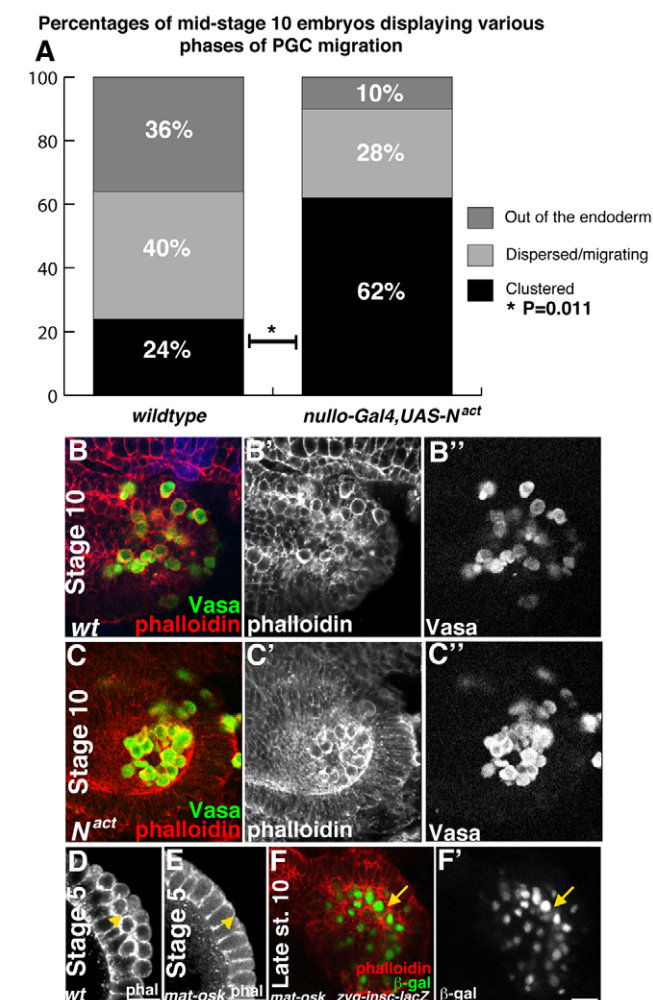 Percentages of mid-stage 10 embryos displaying various
phases of PGC migration
A
100
80
60
40
20
0
36%
40%
24%
*
10%
28%
62%
Out of the endoderm
Dispersed/migrating
Clustered
* P=0.011
wildtype
nullo-Gal4,UAS-N^act
B
Stage 10
Vasa
wt phalloidin
B'
phalloidin
B''
Vasa
C
Stage 10
Vasa
N^act phalloidin
C'
phalloidin
C''
Vasa
D
Stage 5
wt phal
E
Stage 5
mat-osk phal
F
Late st. 10
phalloidin
β-gal
mat-osk zyg-insc-lacZ
F'
β-gal